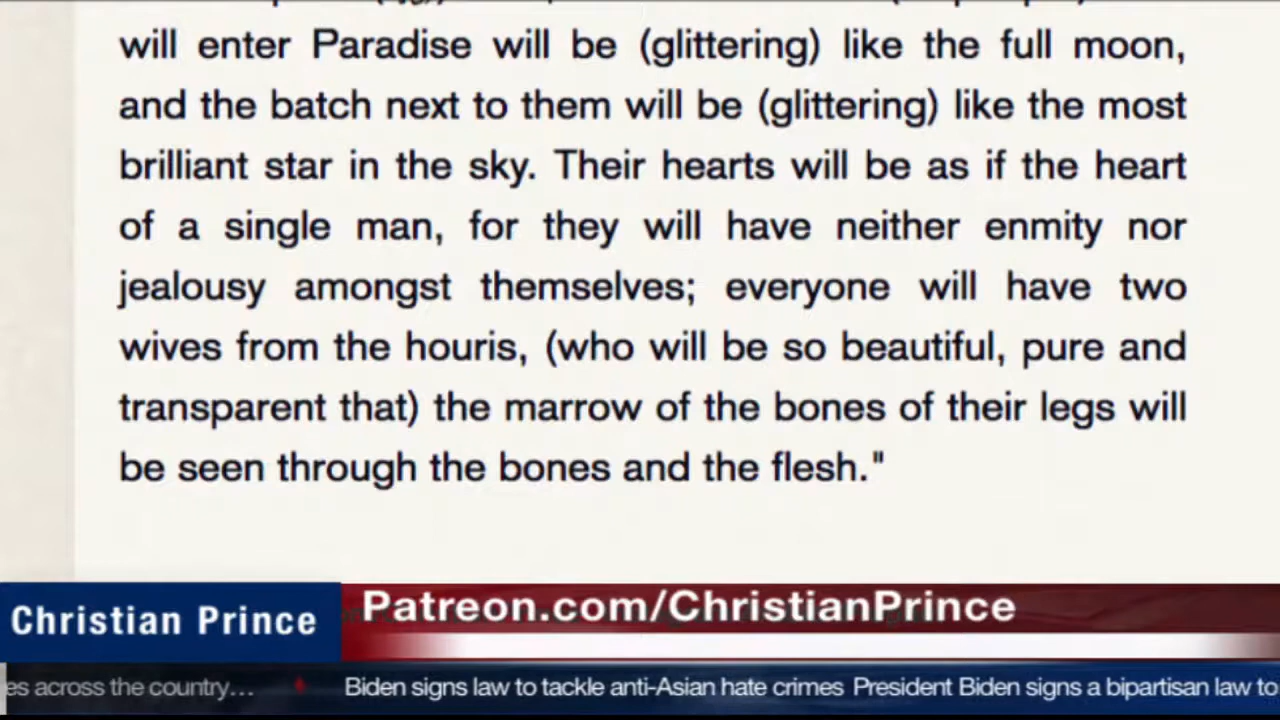 will enter Paradise will be (glittering) like the full moon,
and the batch next to them will be (glittering) like the most
brilliant star in the sky. Their hearts will be as if the heart
of a single man, for they will have neither enmity nor
jealousy amongst themselves; everyone will have two
wives from the houris, (who will be so beautiful, pure and
transparent that) the marrow of the bones of their legs will
be seen through the bones and the flesh."
Christian Prince
Patreon.com/ChristianPrince
es across the country… Biden signs law to tackle anti-Asian hate crimes President Biden signs a bipartisan law to